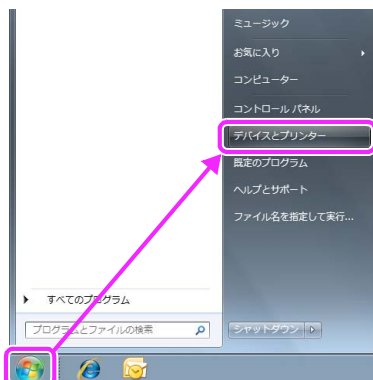 ミュージック
お気に入り
コンピューター
コントロール パネル
デバイスとプリンター
既定のプログラム
ヘルプとサポート
ファイル名を指定して実行...
すべてのプログラム
プログラムとファイルの検索
シャットダウン